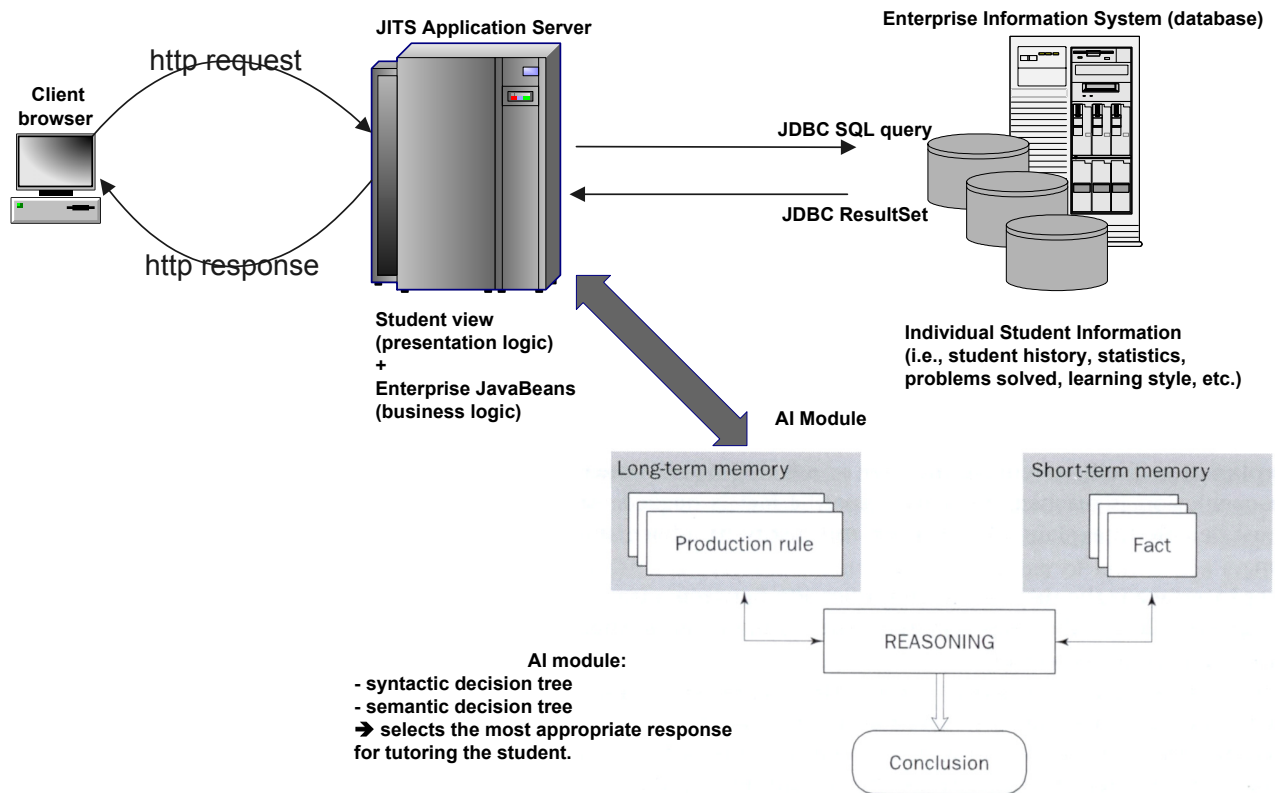 JITS Application Server
Enterprise Information System (database)
http request
Client
browser
JDBC SQL query
JDBC ResultSet
http response
Student view
(presentation logic)
+
Enterprise JavaBeans
(business logic)
Individual Student Information
(i.e., student history, statistics,
problems solved, learning style, etc.)
AI Module
Long-term memory
Short-term memory
Production rule
Fact
REASONING
AI module:
- syntactic decision tree
- semantic decision tree
➔ selects the most appropriate response
for tutoring the student.
Conclusion